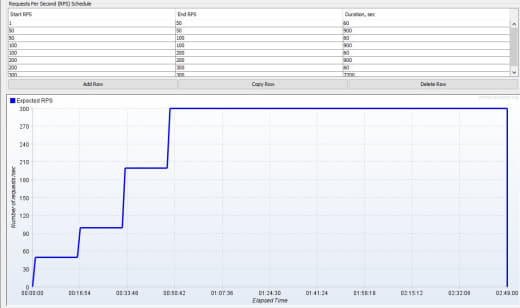 Requests Per Second (RPS) Schedule
Start RPS End RPS Duration, sec
1 50 60
50 50 900
50 100 60
100 100 900
100 200 60
200 200 900
200 300 60
300 300 7200
Add Row Copy Row Delete Row
Expected RPS
300
270
240
210
180
150
120
90
60
30
0
Number of requests /sec
00:00:00 00:16:54 00:33:48 00:50:42 01:07:36 01:24:30 01:41:24 01:58:18 02:15:12 02:32:06 02:49:00
Elapsed Time